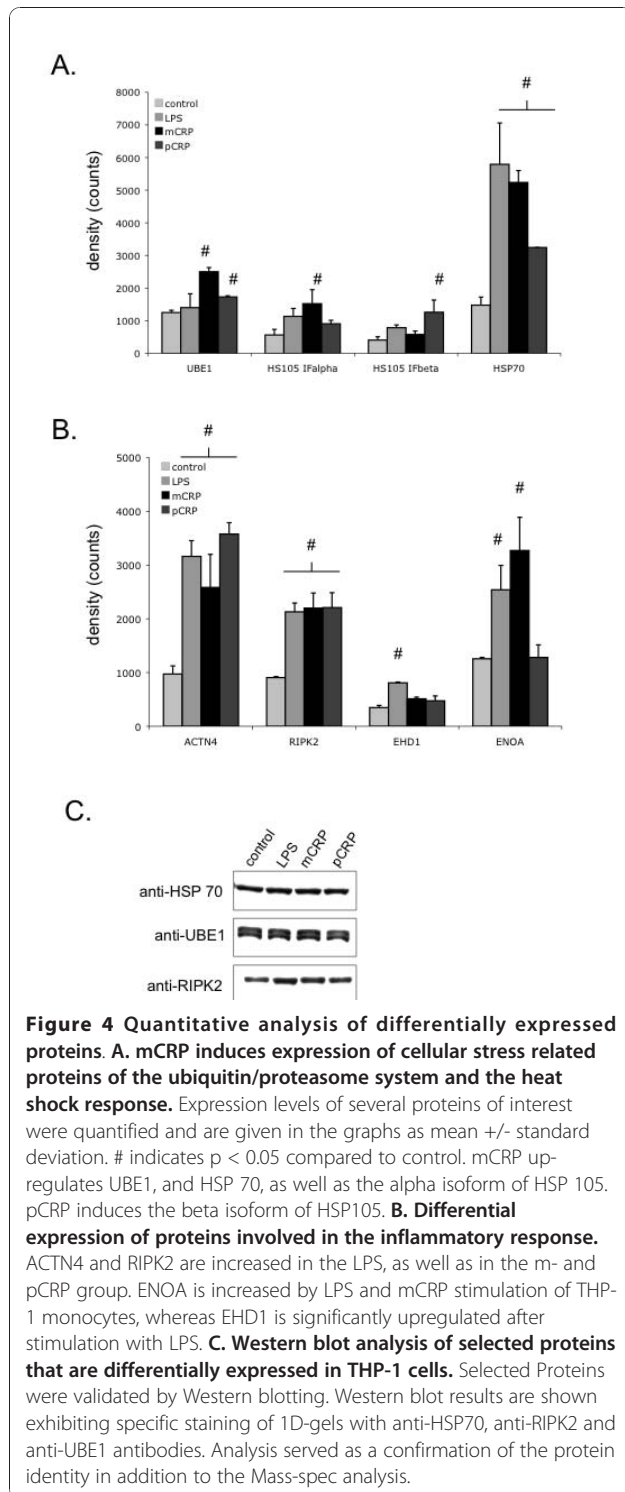 A.
density (counts)
8000
7000
6000
5000
4000
3000
2000
1000
0
control
LPS
mCRP
pCRP
#
#
#
#
#
UBE1
HS105 IFalpha
HS105 IFbeta
HSP70
B.
density (counts)
5000
4000
3000
2000
1000
0
control
LPS
mCRP
pCRP
#
#
#
#
#
ACTN4
RIPK2
EHD1
ENOA
C.
control
LPS
mCRP
pCRP
anti-HSP 70
anti-UBE1
anti-RIPK2
Figure 4 Quantitative analysis of differentially expressed
proteins. A. mCRP induces expression of cellular stress related
proteins of the ubiquitin/proteasome system and the heat
shock response. Expression levels of several proteins of interest
were quantified and are given in the graphs as mean +/- standard
deviation. # indicates p < 0.05 compared to control. mCRP up-
regulates UBE1, and HSP 70, as well as the alpha isoform of HSP 105.
pCRP induces the beta isoform of HSP105. B. Differential
expression of proteins involved in the inflammatory response.
ACTN4 and RIPK2 are increased in the LPS, as well as in the m- and
pCRP group. ENOA is increased by LPS and mCRP stimulation of THP-
1 monocytes, whereas EHD1 is significantly upregulated after
stimulation with LPS. C. Western blot analysis of selected proteins
that are differentially expressed in THP-1 cells. Selected Proteins
were validated by Western blotting. Western blot results are shown
exhibiting specific staining of 1D-gels with anti-HSP70, anti-RIPK2 and
anti-UBE1 antibodies. Analysis served as a confirmation of the protein
identity in addition to the Mass-spec analysis.